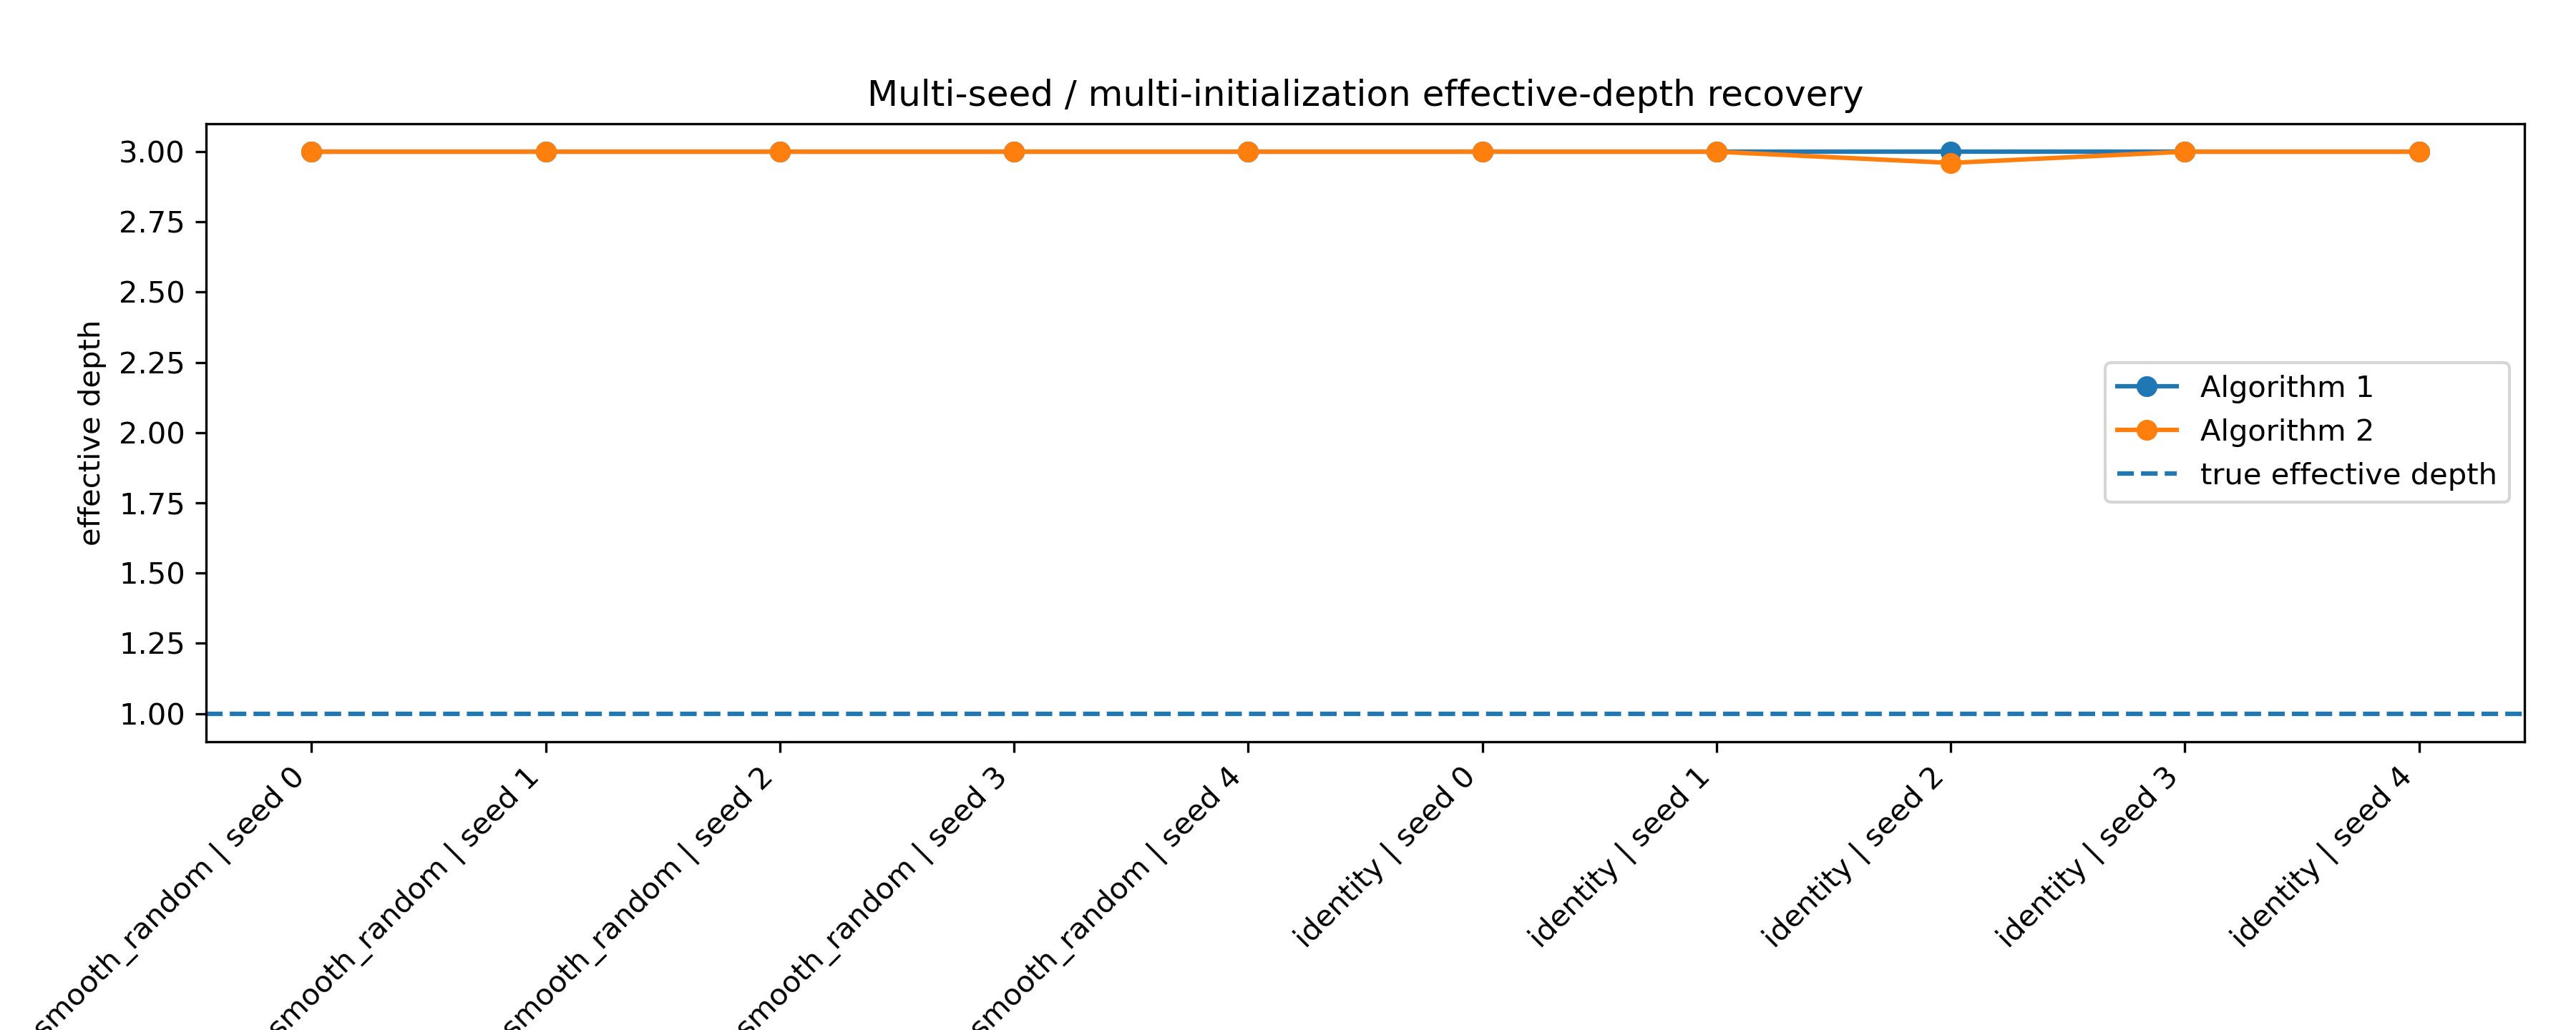 Multi-seed / multi-initialization effective-depth recovery
effective depth
3.00
2.75
2.50
2.25
2.00
1.75
1.50
1.25
1.00
Algorithm 1
Algorithm 2
true effective depth
smooth_random | seed 0
smooth_random | seed 1
smooth_random | seed 2
smooth_random | seed 3
smooth_random | seed 4
identity | seed 0
identity | seed 1
identity | seed 2
identity | seed 3
identity | seed 4